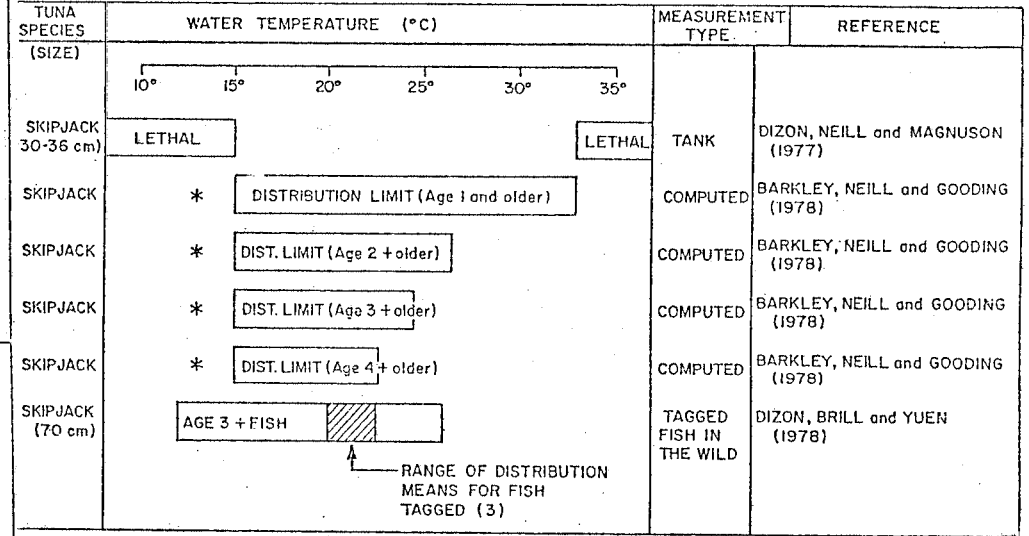 TUNA SPECIES WATER TEMPERATURE (°C) MEASUREMENT TYPE REFERENCE
(SIZE)
10° 15° 20° 25° 30° 35°
SKIPJACK 30-36 cm) LETHAL LETHAL TANK DIZON, NEILL and MAGNUSON (1977)
SKIPJACK * DISTRIBUTION LIMIT (Age 1 and older) COMPUTED BARKLEY, NEILL and GOODING (1978)
SKIPJACK * DIST. LIMIT (Age 2 + older) COMPUTED BARKLEY, NEILL and GOODING (1978)
SKIPJACK * DIST. LIMIT (Age 3 + older) COMPUTED BARKLEY, NEILL and GOODING (1978)
SKIPJACK * DIST. LIMIT (Age 4 + older) COMPUTED BARKLEY, NEILL and GOODING (1978)
SKIPJACK (70 cm) AGE 3 + FISH TAGGED FISH IN THE WILD DIZON, BRILL and YUEN (1978)
RANGE OF DISTRIBUTION
MEANS FOR FISH
TAGGED (3)